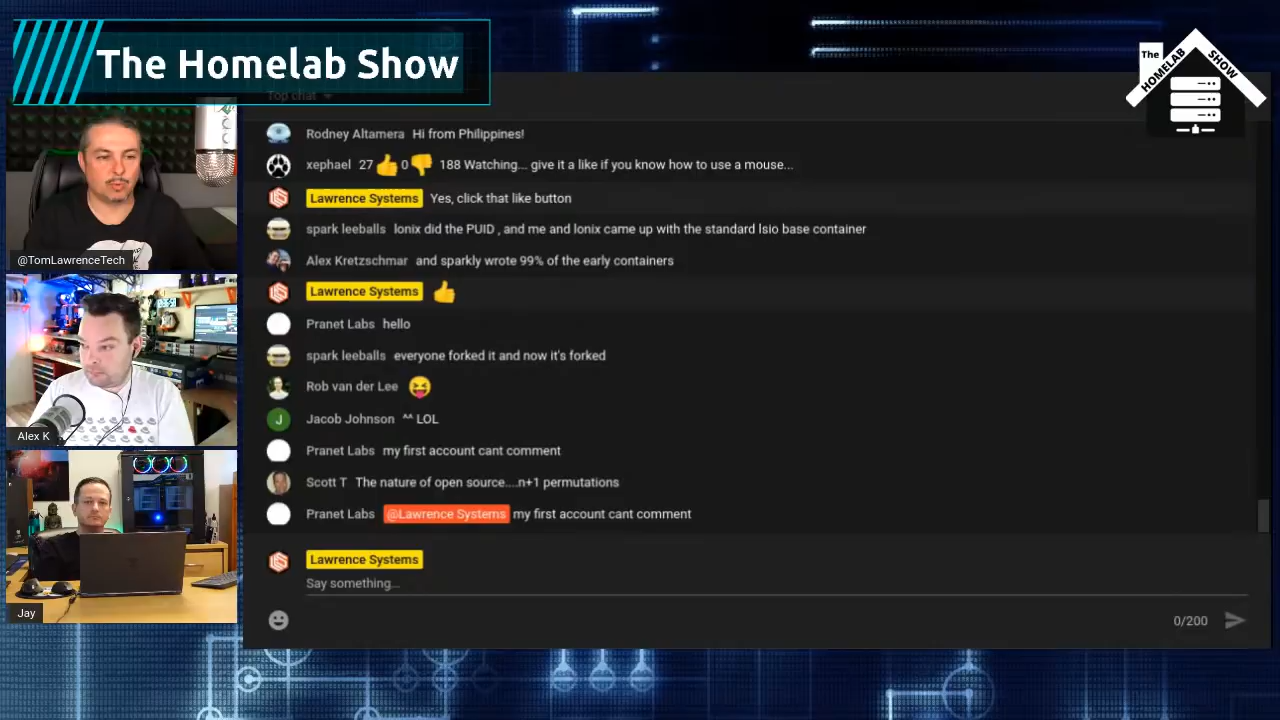 The Homelab Show
The
HOMELAB
SHOW
Top chat
Rodney Altamera Hi from Philippines!
xephael 27👍0👎 188 Watching... give it a like if you know how to use a mouse...
Lawrence Systems Yes, click that like button
spark leeballs lonix did the PUID , and me and lonix came up with the standard lsio base container
Alex Kretzschmar and sparkly wrote 99% of the early containers
Lawrence Systems 👍
Pranet Labs hello
spark leeballs everyone forked it and now it's forked
Rob van der Lee 😝
J Jacob Johnson ^^ LOL
Pranet Labs my first account cant comment
Scott T The nature of open source....n+1 permutations
Pranet Labs @Lawrence Systems my first account cant comment
Lawrence Systems
Say something...
0/200
@TomLawrenceTech
Alex K
Jay